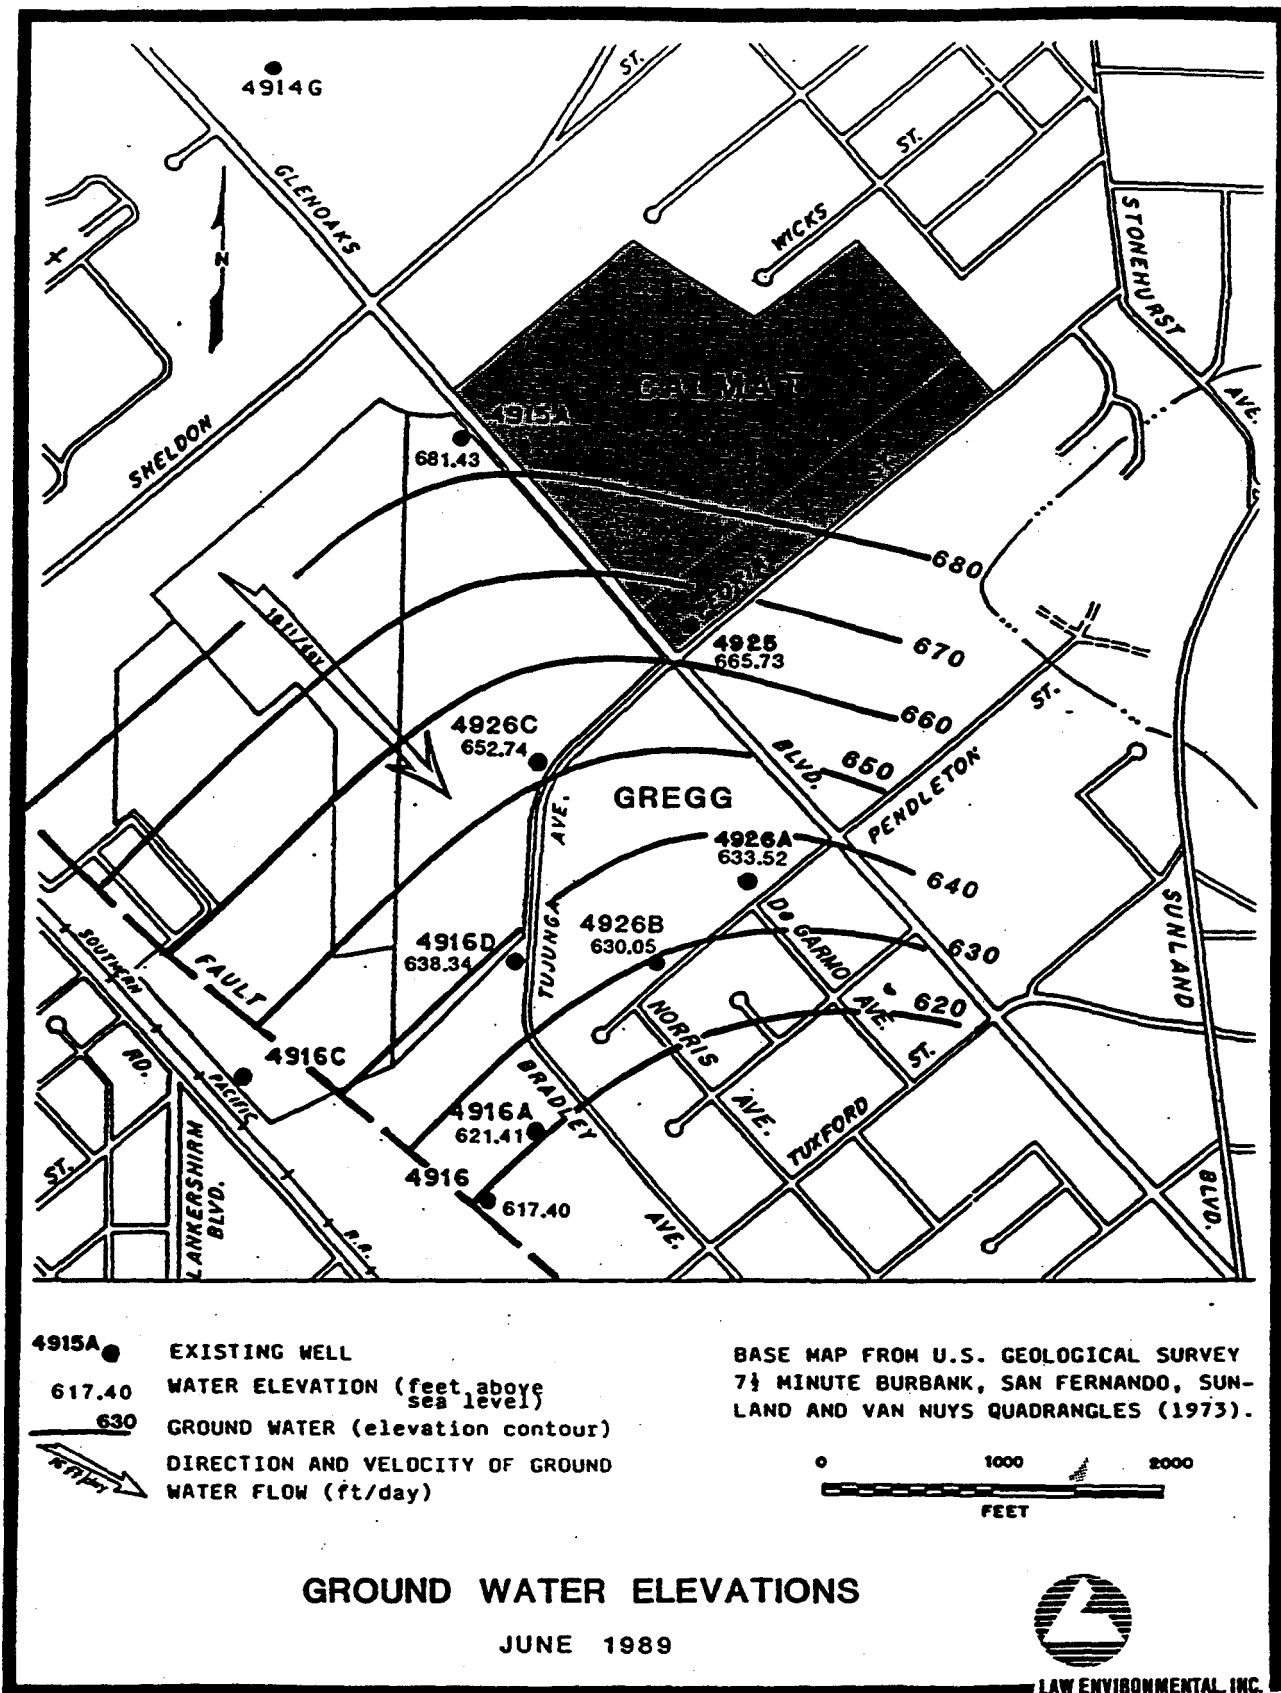 4914G
ST.
ST.
GLENOAKS
WICKS
STONEHURST
AVE.
N
CALMAT
4915A
681.43
SHELDON
680
670
4925
665.73
660
ST.
4926C
652.74
BLVD.
650
PENDLETON
GREGG
AVE.
4926A
633.52
640
De GARMO
AVE.
4926B
630.05
630
4916D
638.34
TUJUNGA
SUNLAND
SOUTHERN
FAULT
620
NORRIS
ST.
RD.
4916C
PACIFIC
BRADLEY
4916A
621.41
AVE.
TUXFORD
LANKERSHIRM
BLVD.
ST.
4916
617.40
AVE.
BLVD.
R.R.
4915A
EXISTING WELL
617.40
WATER ELEVATION (feet above
sea level)
630
GROUND WATER (elevation contour)
DIRECTION AND VELOCITY OF GROUND
WATER FLOW (ft/day)
BASE MAP FROM U.S. GEOLOGICAL SURVEY
7½ MINUTE BURBANK, SAN FERNANDO, SUN-
LAND AND VAN NUYS QUADRANGLES (1973).
0 1000 2000
FEET
GROUND WATER ELEVATIONS
JUNE 1989
LAW ENVIRONMENTAL, INC.